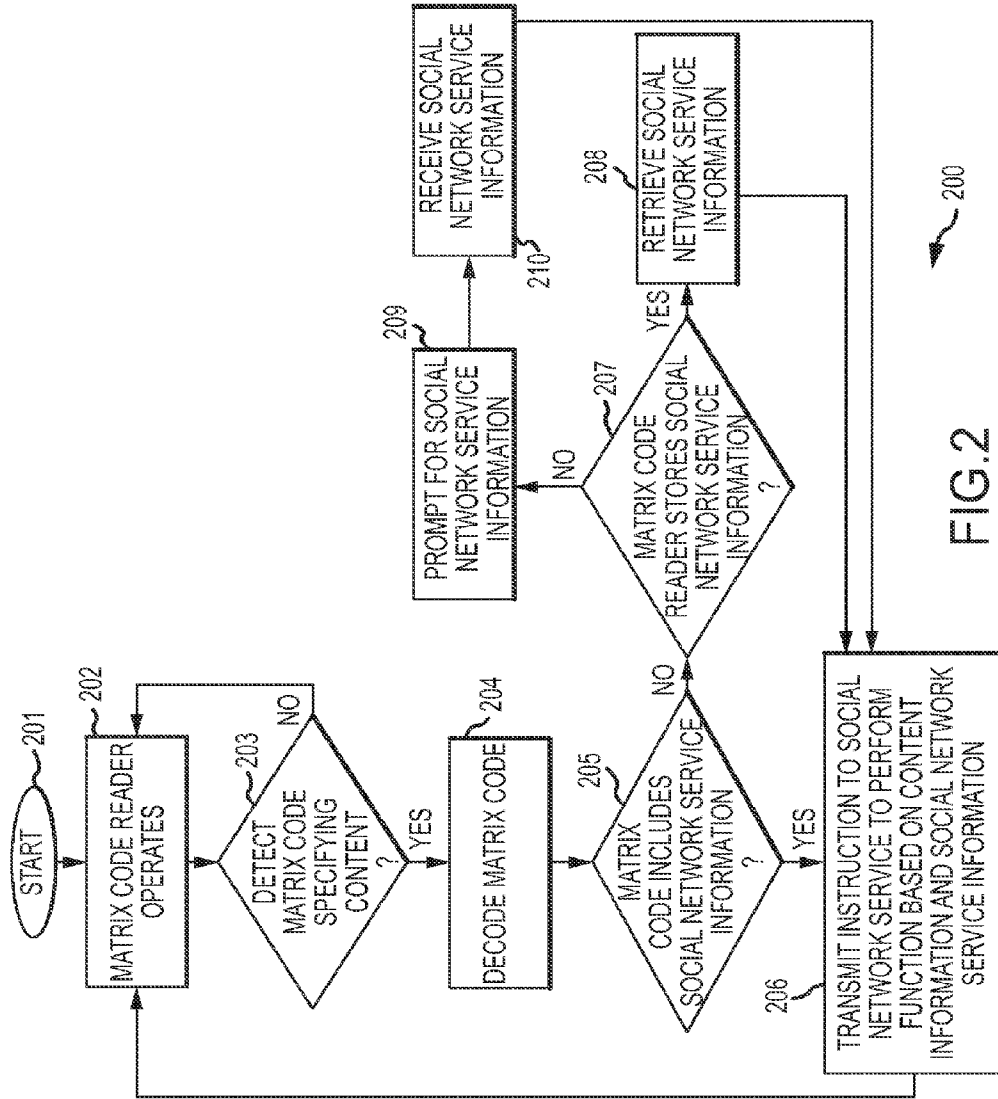 START
201
MATRIX CODE READER
OPERATES
202
DETECT
MATRIX CODE
SPECIFYING
CONTENT
?
203
NO
YES
DECODE MATRIX CODE
204
MATRIX
CODE INCLUDES
SOCIAL NETWORK SERVICE
INFORMATION
?
205
NO
YES
TRANSMIT INSTRUCTION TO SOCIAL
NETWORK SERVICE TO PERFORM
FUNCTION BASED ON CONTENT
INFORMATION AND SOCIAL NETWORK
SERVICE INFORMATION
206
MATRIX CODE
READER STORES SOCIAL
NETWORK SERVICE
INFORMATION
?
207
NO
YES
RETRIEVE SOCIAL
NETWORK SERVICE
INFORMATION
208
PROMPT FOR SOCIAL
NETWORK SERVICE
INFORMATION
209
RECEIVE SOCIAL
NETWORK SERVICE
INFORMATION
210
200
FIG.2